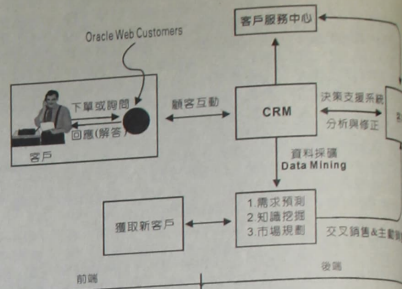 客戶服務中心
Oracle Web Customers
下單或詢問
回應(解答)
客戶
顧客互動
CRM
決策支援系統
分析與修正
資料採礦
Data Mining
獲取新客戶
1.需求預測
2.知識挖掘
3.市場規劃
交叉銷售&主動
前端
後端